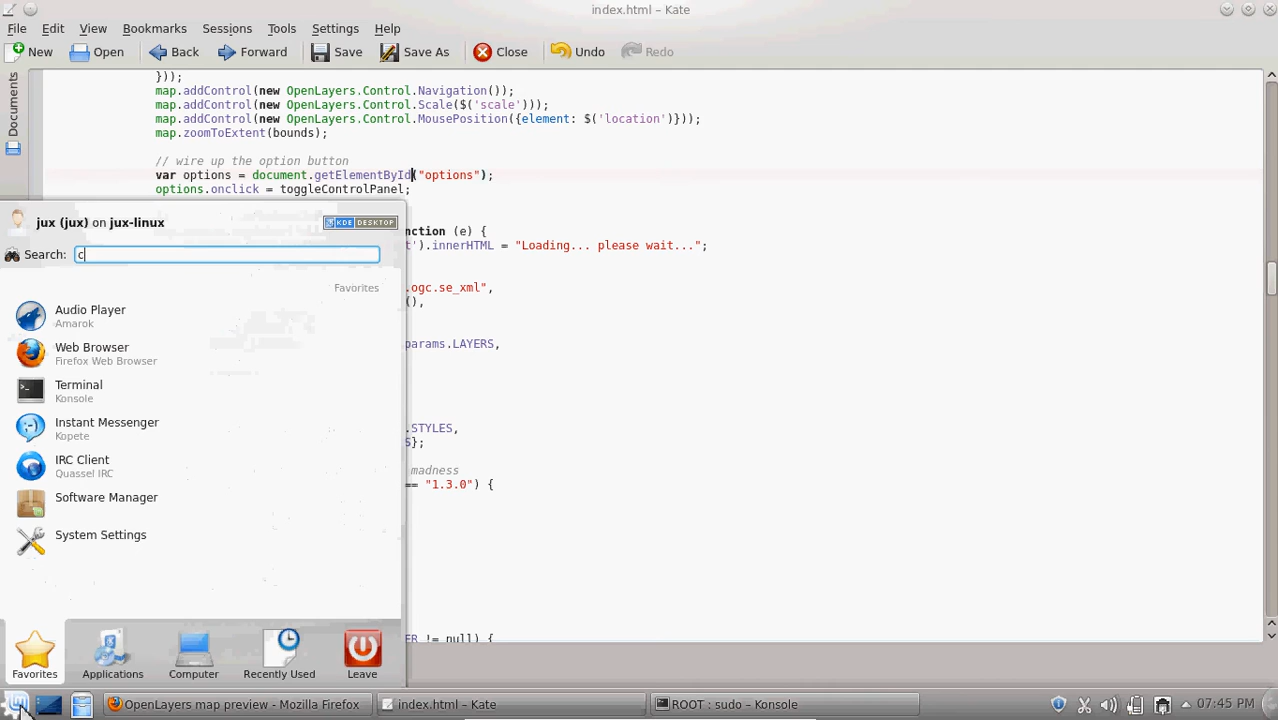 index.html – Kate
File Edit View Bookmarks Sessions Tools Settings Help
New Open Back Forward Save Save As Close Undo Redo
Documents
}));
map.addControl(new OpenLayers.Control.Navigation());
map.addControl(new OpenLayers.Control.Scale($('scale')));
map.addControl(new OpenLayers.Control.MousePosition({element: $('location')}));
map.zoomToExtent(bounds);
// wire up the option button
var options = document.getElementById("options");
options.onclick = toggleControlPanel;
nction (e) {
t').innerHTML = "Loading... please wait...";
.ogc.se_xml",
(),
params.LAYERS,
.STYLES,
S};
madness
== "1.3.0") {
ER != null) {
jux (jux) on jux-linux
KDE DESKTOP
Search: c
Favorites
Audio Player
Amarok
Web Browser
Firefox Web Browser
Terminal
Konsole
Instant Messenger
Kopete
IRC Client
Quassel IRC
Software Manager
System Settings
Favorites Applications Computer Recently Used Leave
OpenLayers map preview - Mozilla Firefox index.html – Kate ROOT : sudo – Konsole 07:45 PM